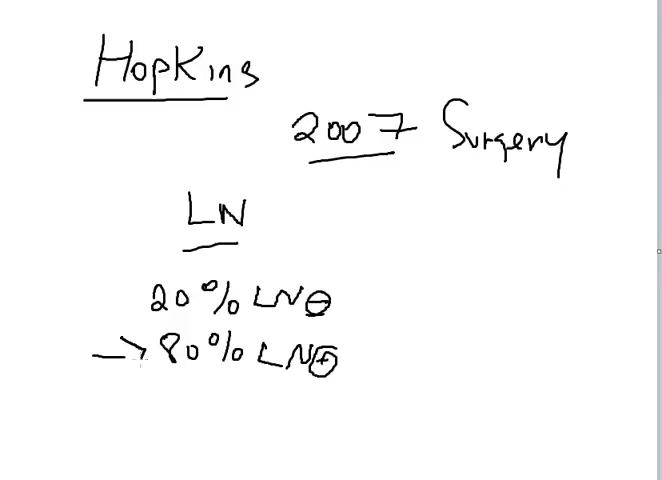 Hopkins
2007 Surgery
LN
20% LN⊖
→ 80% LN⊕